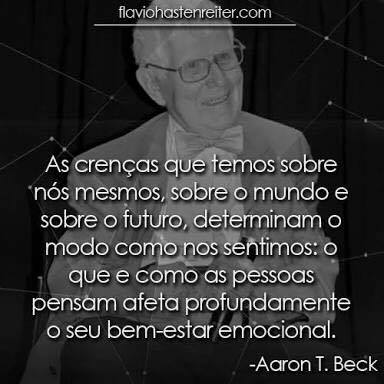 flaviohastenreiter.com
As crenças que temos sobre
nós mesmos, sobre o mundo e
sobre o futuro, determinam o
modo como nos sentimos: o
que e como as pessoas
pensam afeta profundamente
o seu bem-estar emocional.
-Aaron T. Beck